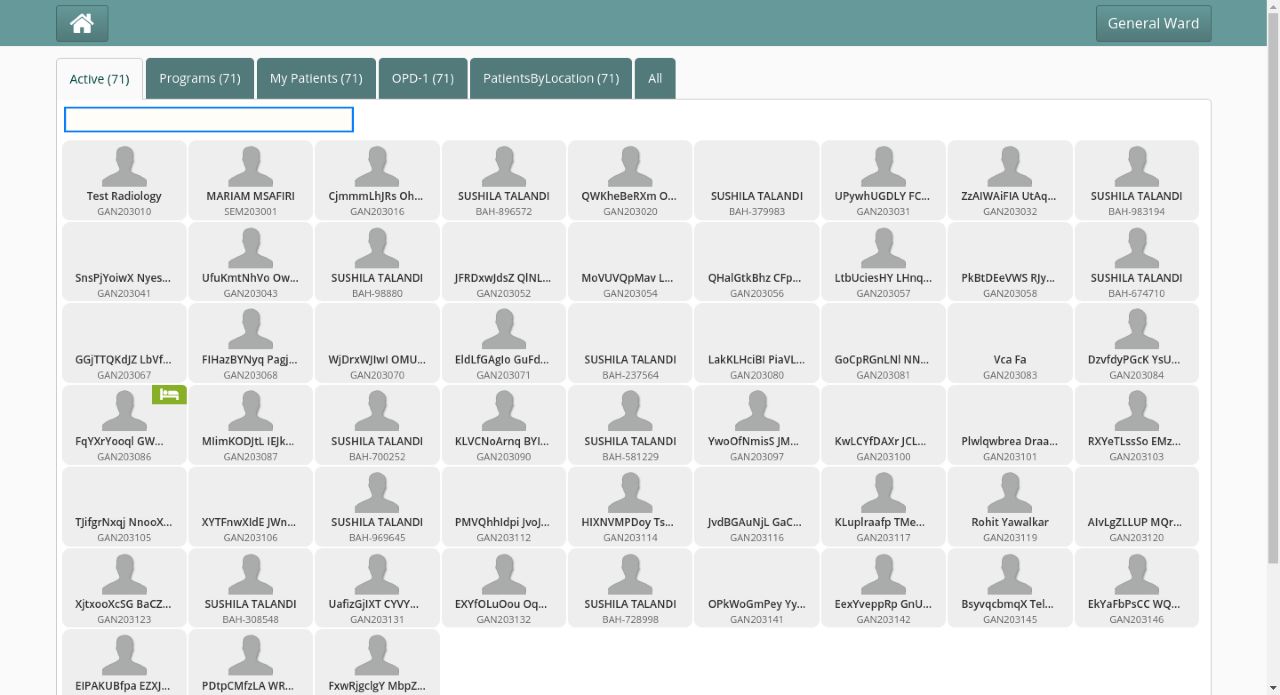 General Ward
Active (71) Programs (71) My Patients (71) OPD-1 (71) PatientsByLocation (71) All
Test Radiology MARIAM MSAFIRI CjmmmLhJRs Oh... SUSHILA TALANDI QWKheBeRXm O... SUSHILA TALANDI UPywhUGDLY FC... ZzAIWAiFIA UtAq... SUSHILA TALANDI
GAN203010 SEM203001 GAN203016 BAH-896572 GAN203020 BAH-379983 GAN203031 GAN203032 BAH-983194
SnsPjYoiwX Nyes... UfuKmtNhVo Ow... SUSHILA TALANDI JFRDxwJdsZ QlNL... MoVUVQpMav L... QHalGtkBhz CFp... LtbUciesHY LHnq... PkBtDEeVWS RJy... SUSHILA TALANDI
GAN203041 GAN203043 BAH-98880 GAN203052 GAN203054 GAN203056 GAN203057 GAN203058 BAH-674710
GGjTTQKdJZ LbVf... FIHazBYNyq Pagj... WjDrxWJIwI OMU... EldLfGAgIo GuFd... SUSHILA TALANDI LakKLHciBI PiaVL... GoCpRGnLNl NN... Vca Fa DzvfdyPGcK YsU...
GAN203067 GAN203068 GAN203070 GAN203071 BAH-237564 GAN203080 GAN203081 GAN203083 GAN203084
FqYXrYooql GW... MIimKODJtL IEJk... SUSHILA TALANDI KLVCNoArnq BYI... SUSHILA TALANDI YwoOfNmisS JM... KwLCYfDAXr JCL... Plwlqwbrea Draa... RXYeTLssSo EMz...
GAN203086 GAN203087 BAH-700252 GAN203090 BAH-581229 GAN203097 GAN203100 GAN203101 GAN203103
TJifgrNxqj NnooX... XYTFnwXIdE JWn... SUSHILA TALANDI PMVQhhIdpi JvoJ... HIXNVMPDoy Ts... JvdBGAuNjL GaC... KLuplraafp TMe... Rohit Yawalkar AIvLgZLLUP MQr...
GAN203105 GAN203106 BAH-969645 GAN203112 GAN203114 GAN203116 GAN203117 GAN203119 GAN203120
XjtxooXcSG BaCZ... SUSHILA TALANDI UafizGjIXT CYVY... EXYfOLuOou Oq... SUSHILA TALANDI OPkWoGmPey Yy... EexYveppRp GnU... BsyvqcbmqX Tel... EkYaFbPsCC WQ...
GAN203123 BAH-308548 GAN203131 GAN203132 BAH-728998 GAN203141 GAN203142 GAN203145 GAN203146
EIPAKUBfpa EZXJ... PDtpCMfzLA WR... FxwRjgclgY MbpZ...